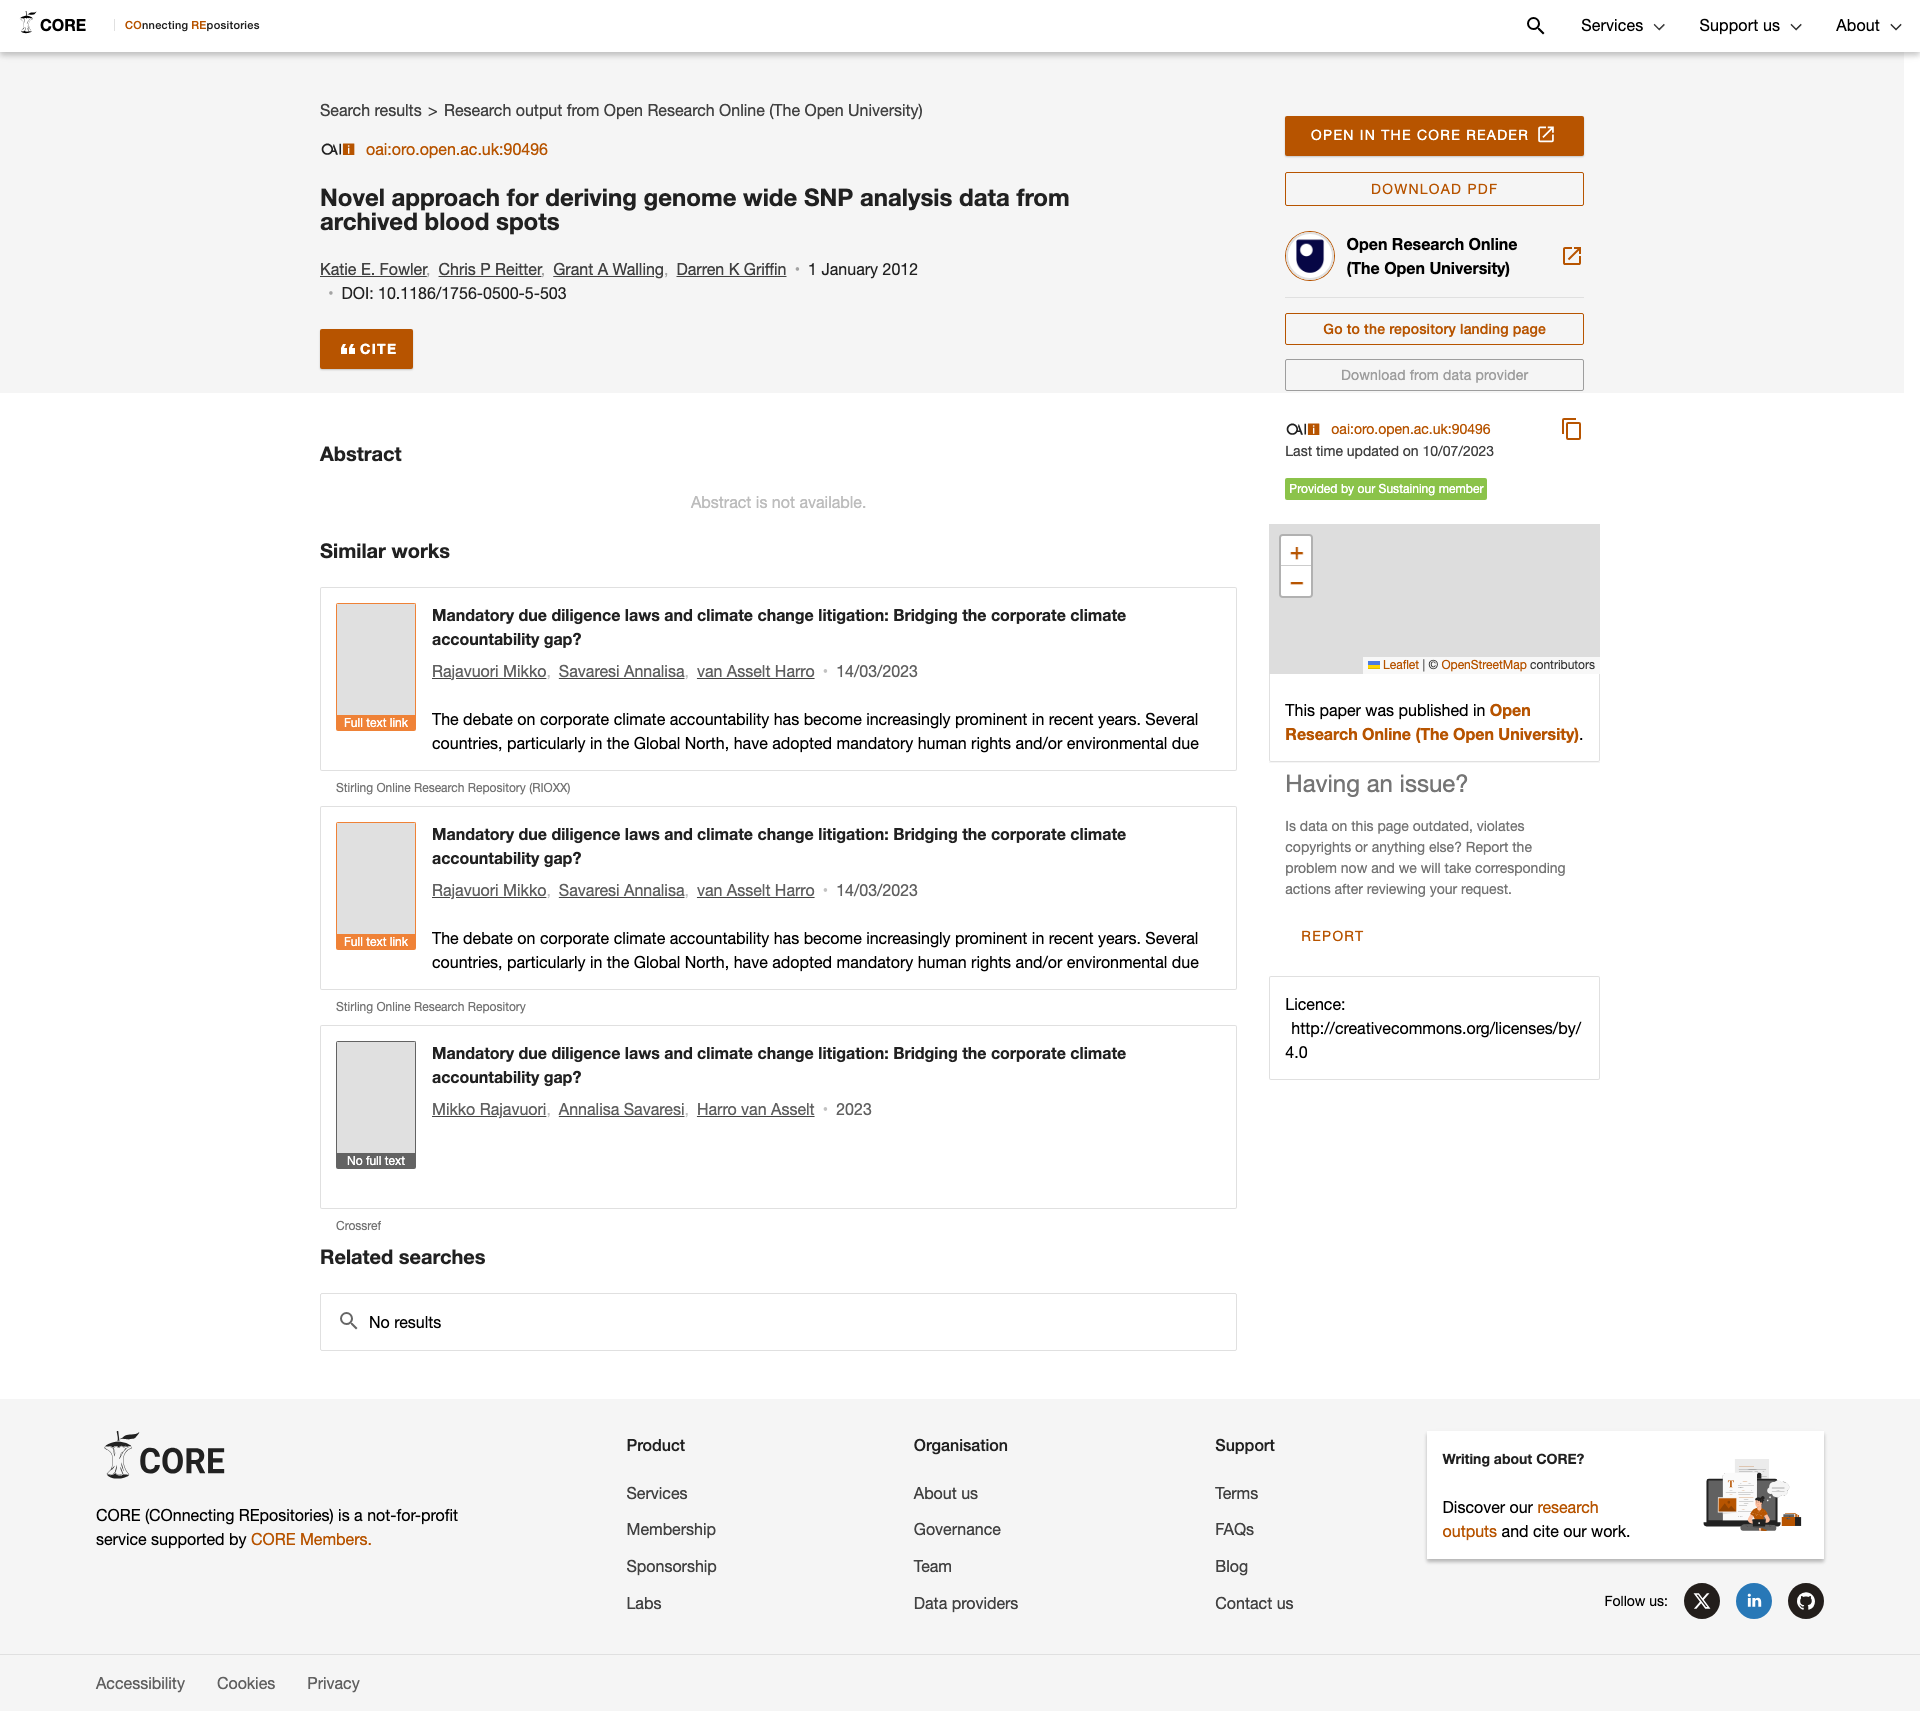 CORE
COnnecting REpositories
Services
Support us
About
Search results > Research output from Open Research Online (The Open University)
OAI oai:oro.open.ac.uk:90496
Novel approach for deriving genome wide SNP analysis data from
archived blood spots
Katie E. Fowler, Chris P Reitter, Grant A Walling, Darren K Griffin • 1 January 2012
• DOI: 10.1186/1756-0500-5-503
CITE
OPEN IN THE CORE READER
DOWNLOAD PDF
Open Research Online
(The Open University)
Go to the repository landing page
Download from data provider
OAI oai:oro.open.ac.uk:90496
Last time updated on 10/07/2023
Provided by our Sustaining member
+
−
Leaflet | © OpenStreetMap contributors
This paper was published in Open
Research Online (The Open University).
Having an issue?
Is data on this page outdated, violates
copyrights or anything else? Report the
problem now and we will take corresponding
actions after reviewing your request.
REPORT
Licence:
http://creativecommons.org/licenses/by/
4.0
Abstract
Abstract is not available.
Similar works
Mandatory due diligence laws and climate change litigation: Bridging the corporate climate
accountability gap?
Rajavuori Mikko, Savaresi Annalisa, van Asselt Harro • 14/03/2023
Full text link
The debate on corporate climate accountability has become increasingly prominent in recent years. Several
countries, particularly in the Global North, have adopted mandatory human rights and/or environmental due
Stirling Online Research Repository (RIOXX)
Mandatory due diligence laws and climate change litigation: Bridging the corporate climate
accountability gap?
Rajavuori Mikko, Savaresi Annalisa, van Asselt Harro • 14/03/2023
Full text link
The debate on corporate climate accountability has become increasingly prominent in recent years. Several
countries, particularly in the Global North, have adopted mandatory human rights and/or environmental due
Stirling Online Research Repository
Mandatory due diligence laws and climate change litigation: Bridging the corporate climate
accountability gap?
Mikko Rajavuori, Annalisa Savaresi, Harro van Asselt • 2023
No full text
Crossref
Related searches
No results
CORE
CORE (COnnecting REpositories) is a not-for-profit
service supported by CORE Members.
Product
Services
Membership
Sponsorship
Labs
Organisation
About us
Governance
Team
Data providers
Support
Terms
FAQs
Blog
Contact us
Writing about CORE?
Discover our research
outputs and cite our work.
Follow us:
Accessibility
Cookies
Privacy